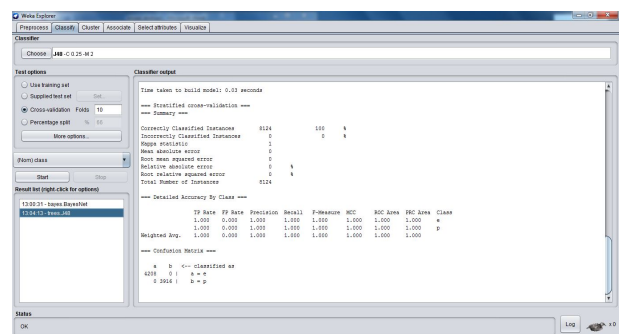 Weka Explorer
Preprocess Classify Cluster Associate Select attributes Visualize
Classifier
Choose J48 -C 0.25 -M 2
Test options
Use training set
Supplied test set Set...
Cross-validation Folds 10
Percentage split % 66
More options...
(Nom) class
Start Stop
Result list (right-click for options)
13:00:31 - bayes.BayesNet
13:04:13 - trees.J48
Classifier output
Time taken to build model: 0.03 seconds
=== Stratified cross-validation ===
=== Summary ===
Correctly Classified Instances 8124 100 %
Incorrectly Classified Instances 0 0 %
Kappa statistic 1
Mean absolute error 0
Root mean squared error 0
Relative absolute error 0 %
Root relative squared error 0 %
Total Number of Instances 8124
=== Detailed Accuracy By Class ===
TP Rate FP Rate Precision Recall F-Measure MCC ROC Area PRC Area Class
1.000 0.000 1.000 1.000 1.000 1.000 1.000 1.000 e
1.000 0.000 1.000 1.000 1.000 1.000 1.000 1.000 p
Weighted Avg. 1.000 0.000 1.000 1.000 1.000 1.000 1.000 1.000
=== Confusion Matrix ===
a b <-- classified as
4208 0 | a = e
0 3916 | b = p
Status
OK
Log x 0